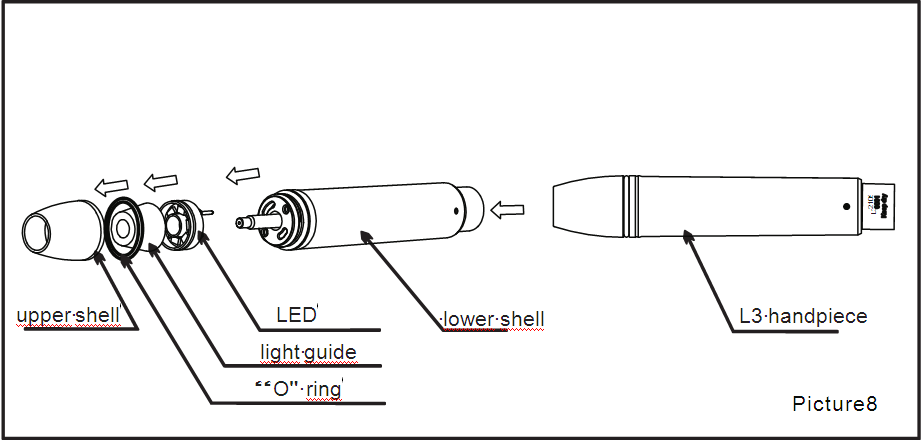 upper shell
LED
lower shell
L3 handpiece
light guide
““O" ring
Picture8